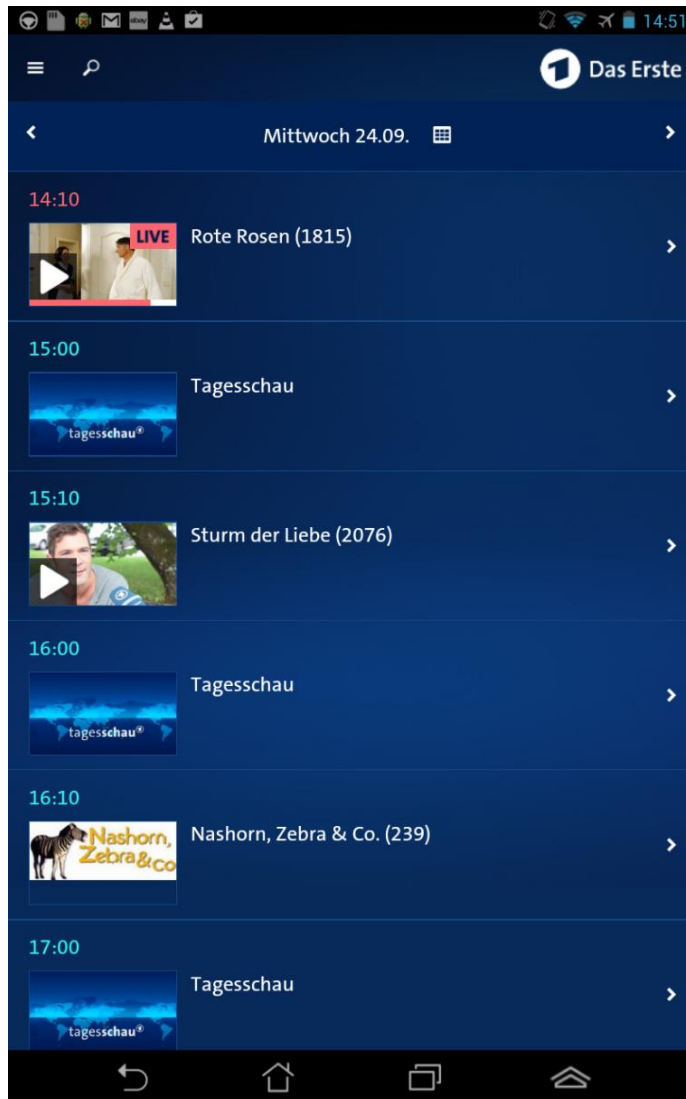 ebay
14:51
Das Erste
Mittwoch 24.09.
14:10
LIVE
Rote Rosen (1815)
15:00
Tagesschau
tagesschau
15:10
Sturm der Liebe (2076)
16:00
Tagesschau
tagesschau
16:10
Nashorn, Zebra & Co. (239)
Nashorn,
Zebra & Co
17:00
Tagesschau
tagesschau